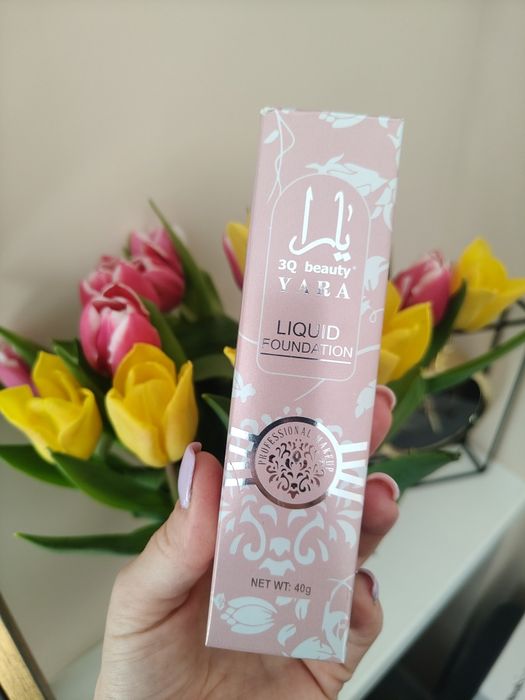 يارا
3Q beauty
YARA
LIQUID
FOUNDATION
PROFESSIONAL MAKEUP
NET WT: 40g